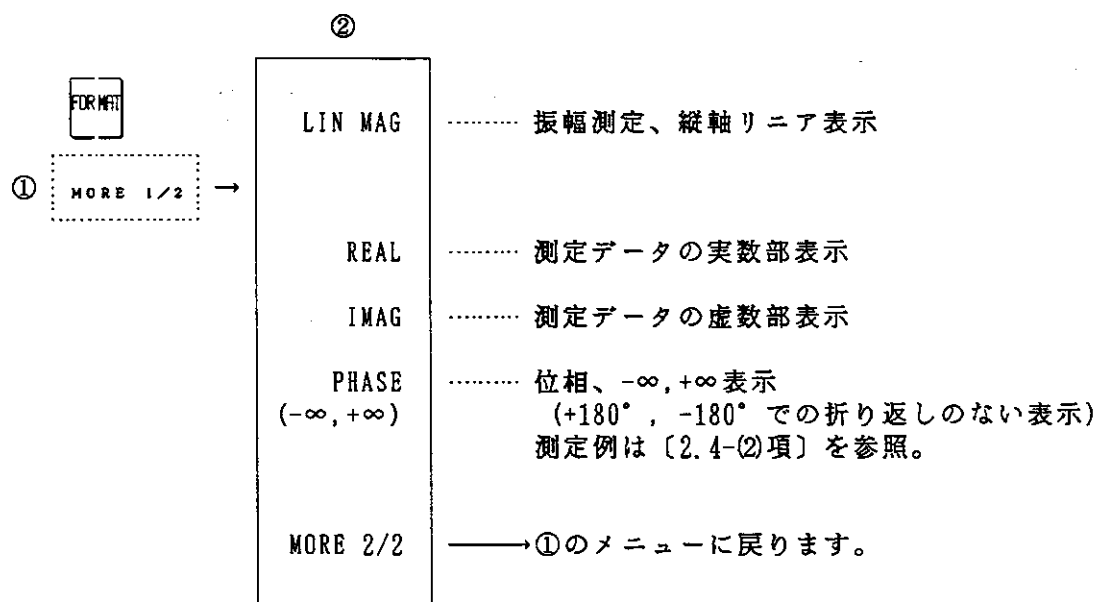 ②
FORMAT
LIN MAG ……… 振幅測定、縦軸リニア表示
① MORE 1/2 →
REAL ……… 測定データの実数部表示
IMAG ……… 測定データの虚数部表示
PHASE ……… 位相、-∞,+∞表示
(-∞,+∞) (+180°, -180°での折り返しのない表示)
測定例は〔2.4-(2)項〕を参照。
MORE 2/2 →①のメニューに戻ります。